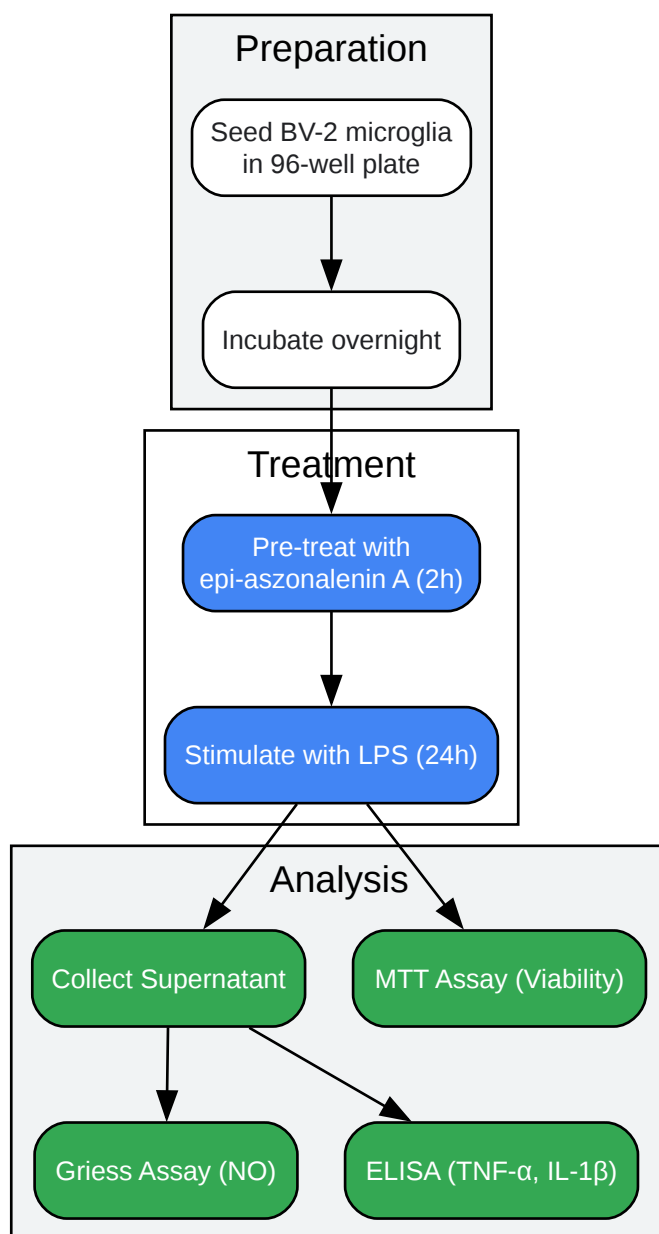 Preparation
Seed BV-2 microglia
in 96-well plate
Incubate overnight
Treatment
Pre-treat with
epi-aszonalenin A (2h)
Stimulate with LPS (24h)
Analysis
Collect Supernatant
MTT Assay (Viability)
Griess Assay (NO)
ELISA (TNF-α, IL-1β)